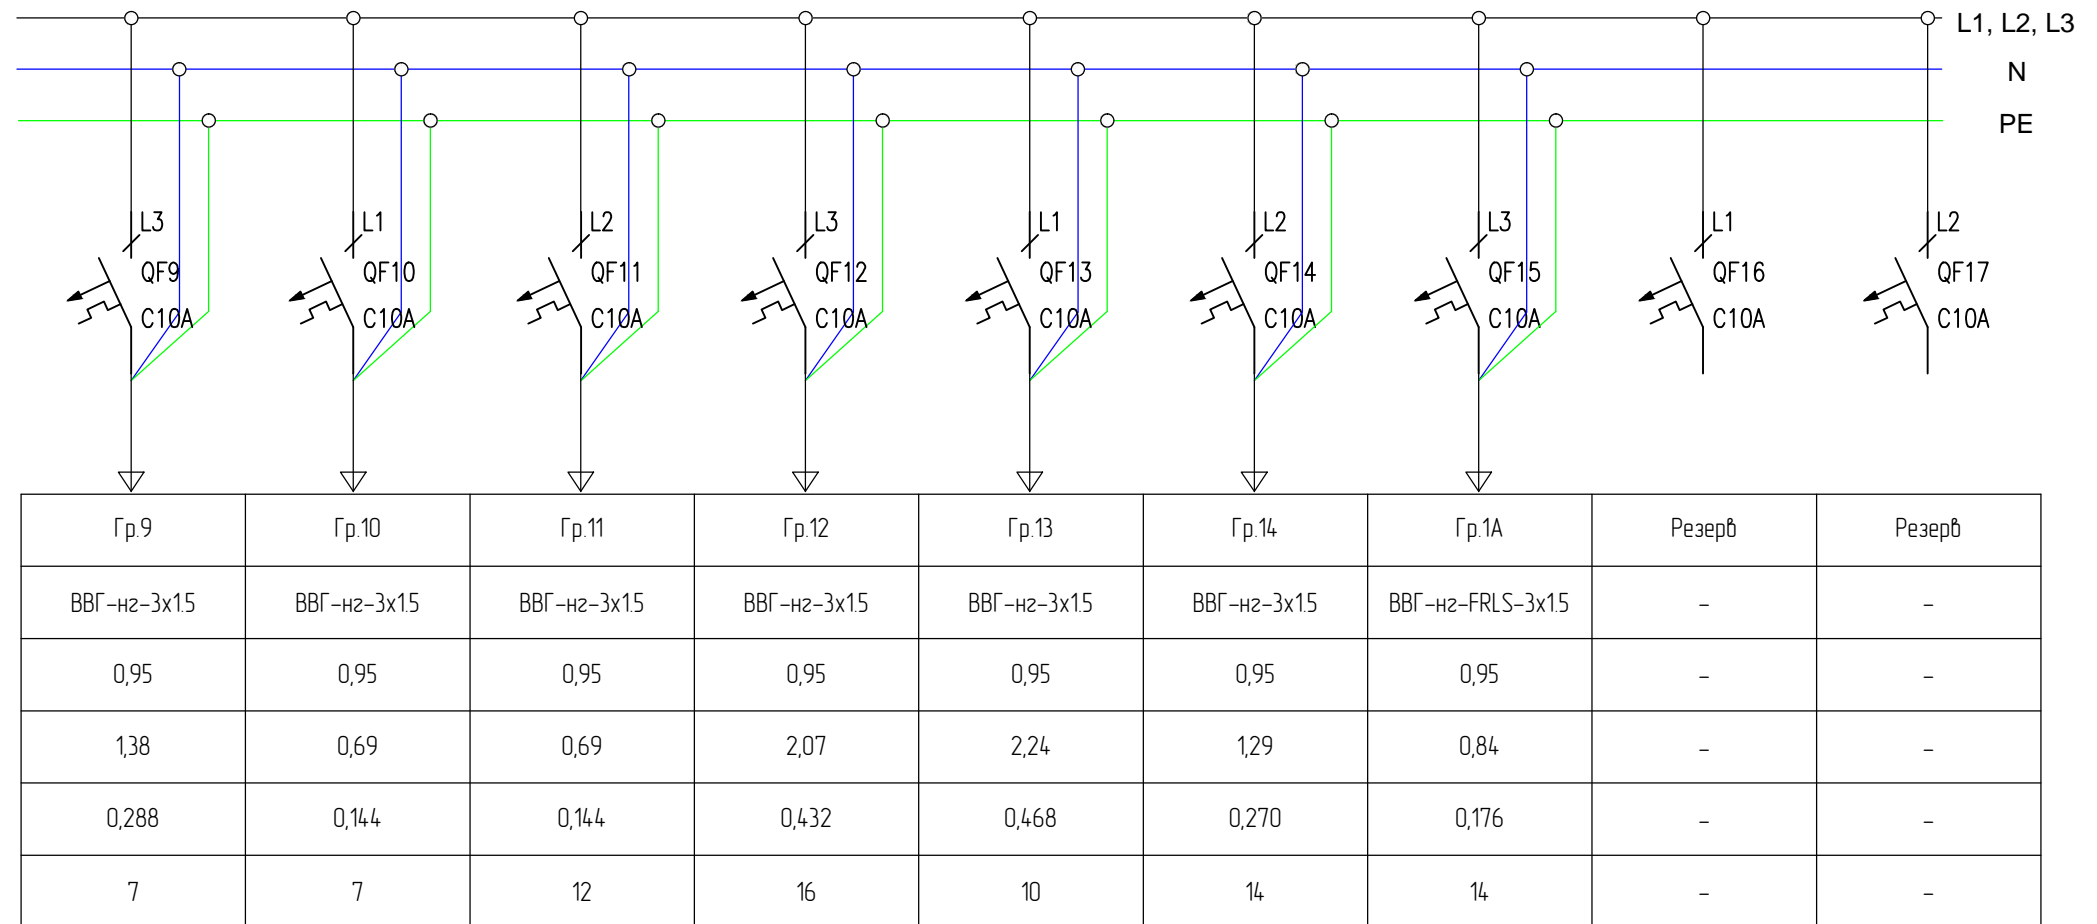 L1, L2, L3
N
PE
L3 L1 L2 L3 L1 L2 L3 L1 L2
QF9 QF10 QF11 QF12 QF13 QF14 QF15 QF16 QF17
C10A C10A C10A C10A C10A C10A C10A C10A C10A
Гр.9 Гр.10 Гр.11 Гр.12 Гр.13 Гр.14 Гр.1А Резерв Резерв
ВВГ-нг-3х1.5 ВВГ-нг-3х1.5 ВВГ-нг-3х1.5 ВВГ-нг-3х1.5 ВВГ-нг-3х1.5 ВВГ-нг-3х1.5 ВВГ-нг-FRLS-3х1.5 - -
0,95 0,95 0,95 0,95 0,95 0,95 0,95 - -
1,38 0,69 0,69 2,07 2,24 1,29 0,84 - -
0,288 0,144 0,144 0,432 0,468 0,270 0,176 - -
7 7 12 16 10 14 14 - -